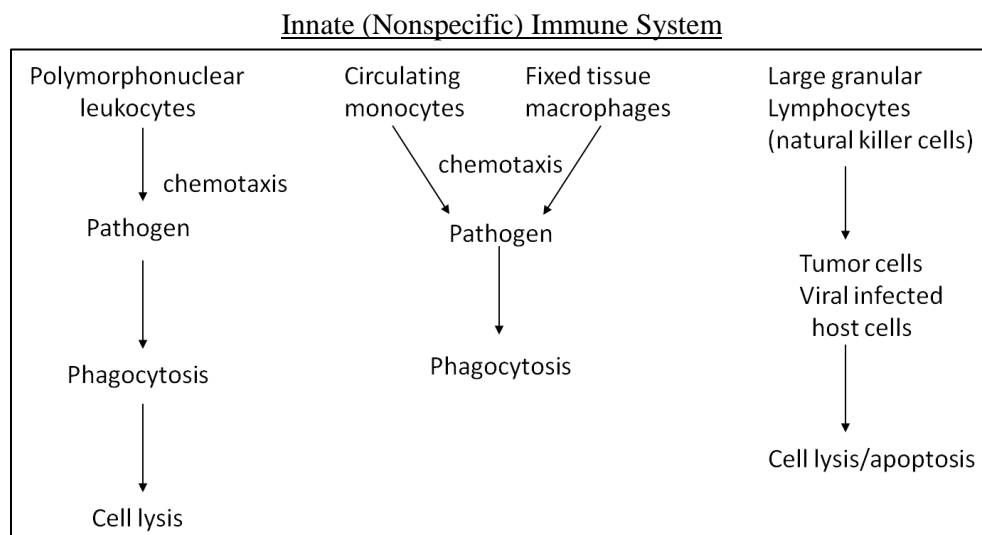 Innate (Nonspecific) Immune System
Polymorphonuclear
leukocytes
chemotaxis
Pathogen
Phagocytosis
Cell lysis
Circulating
monocytes
Fixed tissue
macrophages
chemotaxis
Pathogen
Phagocytosis
Large granular
Lymphocytes
(natural killer cells)
Tumor cells
Viral infected
host cells
Cell lysis/apoptosis